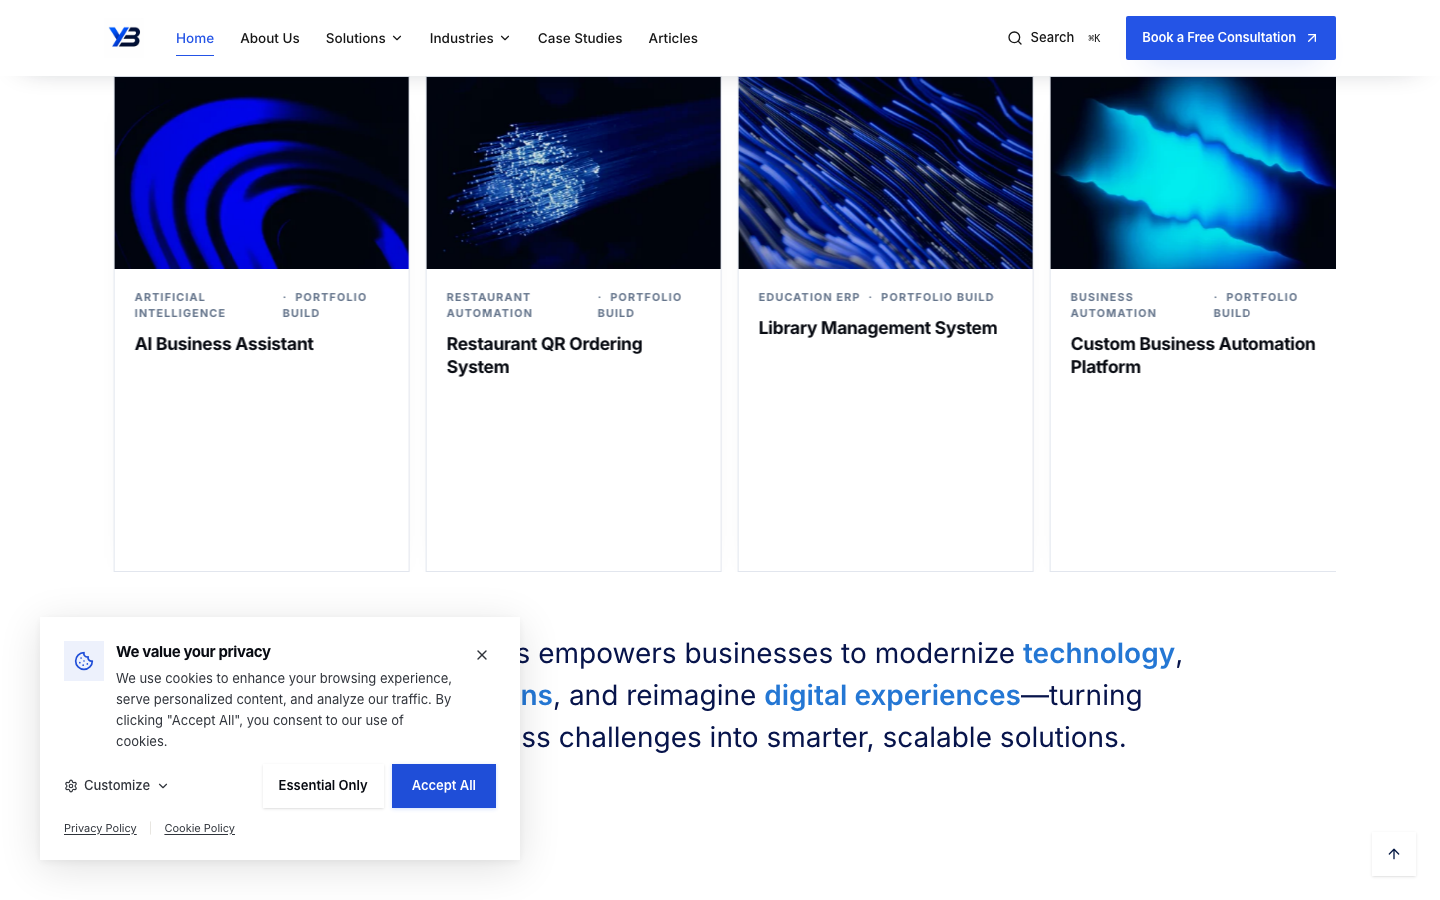 YB
Home
About Us
Solutions
Industries
Case Studies
Articles
Search ⌘K
Book a Free Consultation
ARTIFICIAL INTELLIGENCE · PORTFOLIO BUILD
AI Business Assistant
RESTAURANT AUTOMATION · PORTFOLIO BUILD
Restaurant QR Ordering
System
EDUCATION ERP · PORTFOLIO BUILD
Library Management System
BUSINESS AUTOMATION · PORTFOLIO BUILD
Custom Business Automation
Platform
s empowers businesses to modernize technology,
ns, and reimagine digital experiences—turning
ss challenges into smarter, scalable solutions.
We value your privacy
We use cookies to enhance your browsing experience,
serve personalized content, and analyze our traffic. By
clicking "Accept All", you consent to our use of
cookies.
Customize
Essential Only
Accept All
Privacy Policy
Cookie Policy